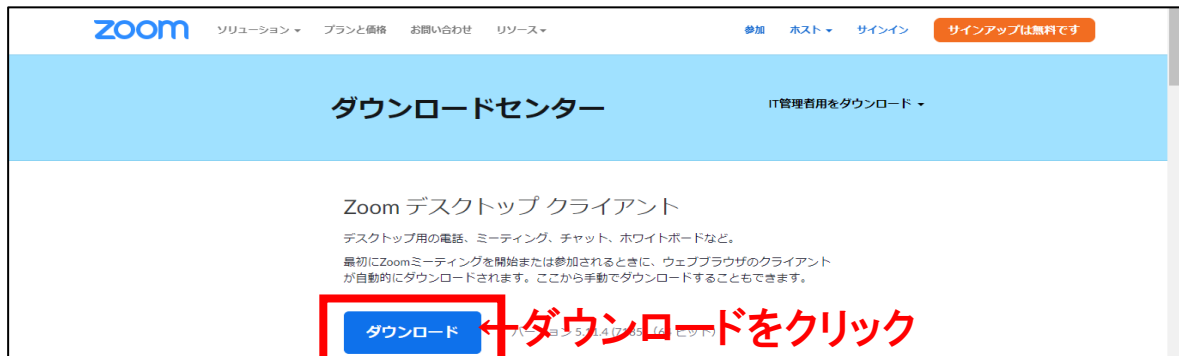 zoom ソリューション プランと価格 お問い合わせ リソース 参加 ホスト サインイン サインアップは無料です
ダウンロードセンター IT管理者用をダウンロード
Zoom デスクトップ クライアント
デスクトップ用の電話、ミーティング、チャット、ホワイトボードなど。
最初にZoomミーティングを開始または参加されるときに、ウェブブラウザのクライアント
が自動的にダウンロードされます。ここから手動でダウンロードすることもできます。
ダウンロード ←ダウンロードをクリック